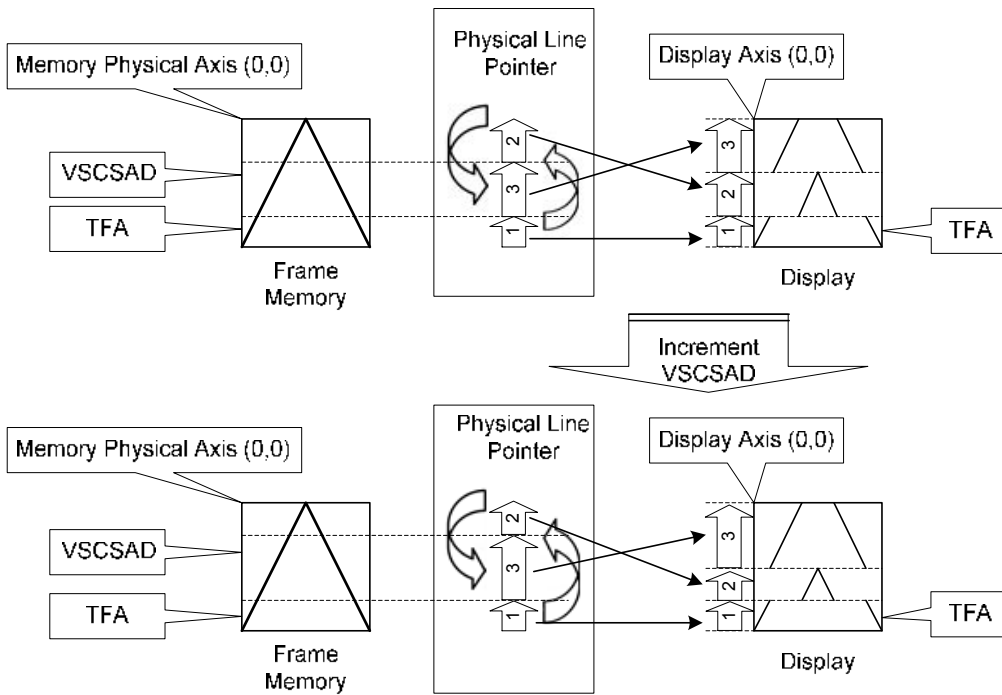 Memory Physical Axis (0,0)
Physical Line
Pointer
Display Axis (0,0)
VSCSAD
TFA
2
3
1
3
2
1
TFA
Frame
Memory
Display
Increment
VSCSAD
Memory Physical Axis (0,0)
Physical Line
Pointer
Display Axis (0,0)
VSCSAD
TFA
2
3
1
3
2
1
TFA
Frame
Memory
Display